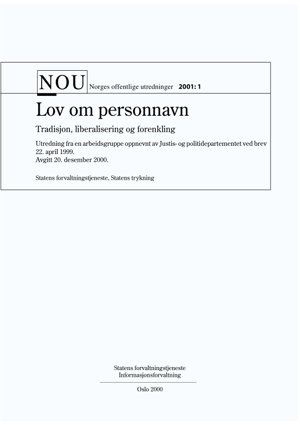 NOU Norges offentlige utredninger 2001: 1
Lov om personnavn
Tradisjon, liberalisering og forenkling
Utredning fra en arbeidsgruppe oppnevnt av Justis- og politidepartementet ved brev
22. april 1999.
Avgitt 20. desember 2000.
Statens forvaltningstjeneste, Statens trykning
Statens forvaltningstjeneste
Informasjonsforvaltning
Oslo 2000